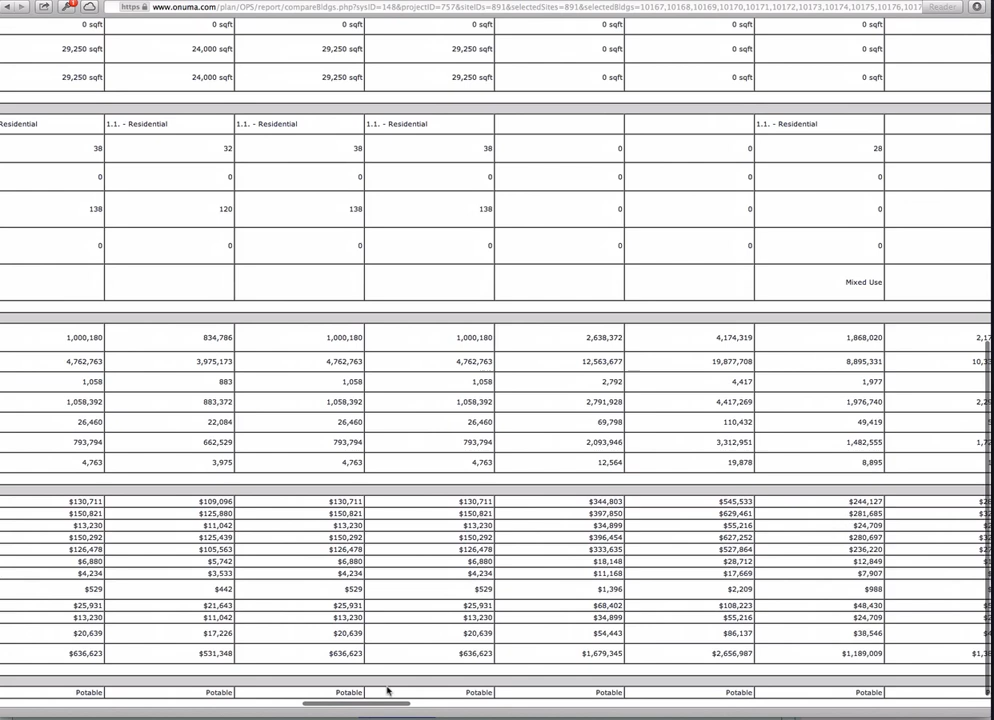 https www.onuma.com/plan/OPS/report/compareBldgs.php?sysID=148&projectID=757&siteIDs=891&selectedSites=891&selectedBldgs=10167,10168,10169,10170,10171,10172,10173,10174,10175,10176,1017 Reader
0 sqft 0 sqft 0 sqft 0 sqft 0 sqft 0 sqft 0 sqft
29,250 sqft 24,000 sqft 29,250 sqft 29,250 sqft 0 sqft 0 sqft 0 sqft
29,250 sqft 24,000 sqft 29,250 sqft 29,250 sqft 0 sqft 0 sqft 0 sqft
Residential 1.1. - Residential 1.1. - Residential 1.1. - Residential 1.1. - Residential
38 32 38 38 0 0 28
0 0 0 0 0 0 0
138 120 138 138 0 0 0
0 0 0 0 0 0 0
Mixed Use
1,000,180 834,786 1,000,180 1,000,180 2,638,372 4,174,319 1,868,020 2,17
4,762,763 3,975,173 4,762,763 4,762,763 12,563,677 19,877,708 8,895,331 10,3
1,058 883 1,058 1,058 2,792 4,417 1,977
1,058,392 883,372 1,058,392 1,058,392 2,791,928 4,417,269 1,976,740 2,2
26,460 22,084 26,460 26,460 69,798 110,432 49,419
793,794 662,529 793,794 793,794 2,093,946 3,312,951 1,482,555 1,7
4,763 3,975 4,763 4,763 12,564 19,878 8,895
$130,711 $109,096 $130,711 $130,711 $344,803 $545,533 $244,127
$150,821 $125,880 $150,821 $150,821 $397,850 $629,461 $281,685
$13,230 $11,042 $13,230 $13,230 $34,899 $55,216 $24,709
$150,292 $125,439 $150,292 $150,292 $396,454 $627,252 $280,697
$126,478 $105,563 $126,478 $126,478 $333,635 $527,864 $236,220
$6,880 $5,742 $6,880 $6,880 $18,148 $28,712 $12,849
$4,234 $3,533 $4,234 $4,234 $11,168 $17,669 $7,907
$529 $442 $529 $529 $1,396 $2,209 $988
$25,931 $21,643 $25,931 $25,931 $68,402 $108,223 $48,430
$13,230 $11,042 $13,230 $13,230 $34,899 $55,216 $24,709
$20,639 $17,226 $20,639 $20,639 $54,443 $86,137 $38,546
$636,623 $531,348 $636,623 $636,623 $1,679,345 $2,656,987 $1,189,009 $1,3
Potable Potable Potable Potable Potable Potable Potable